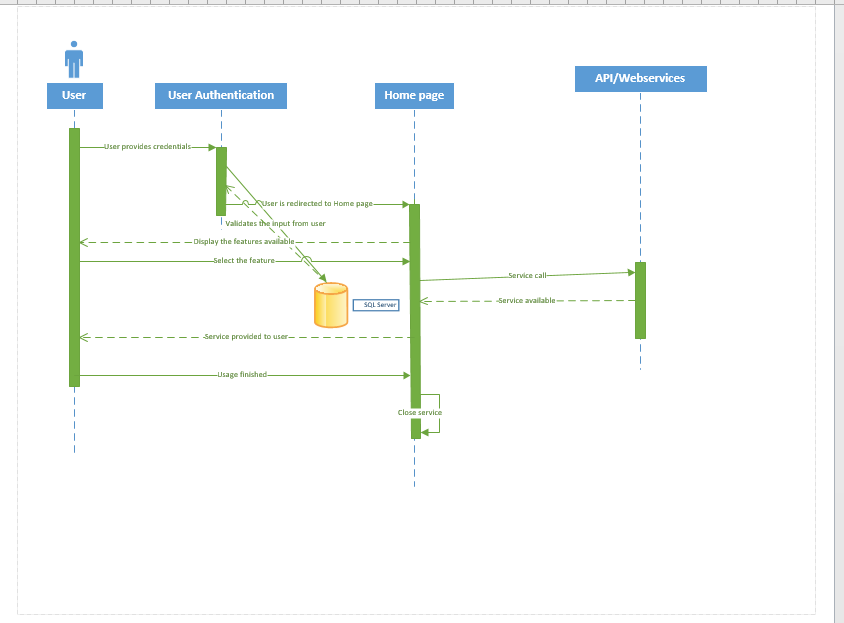 User
User Authentication
Home page
API/Webservices
User provides credentials
User is redirected to Home page
Validates the input from user
Display the features available
Select the feature
Service call
Service available
SQL Server
Service provided to user
Usage finished
Close service